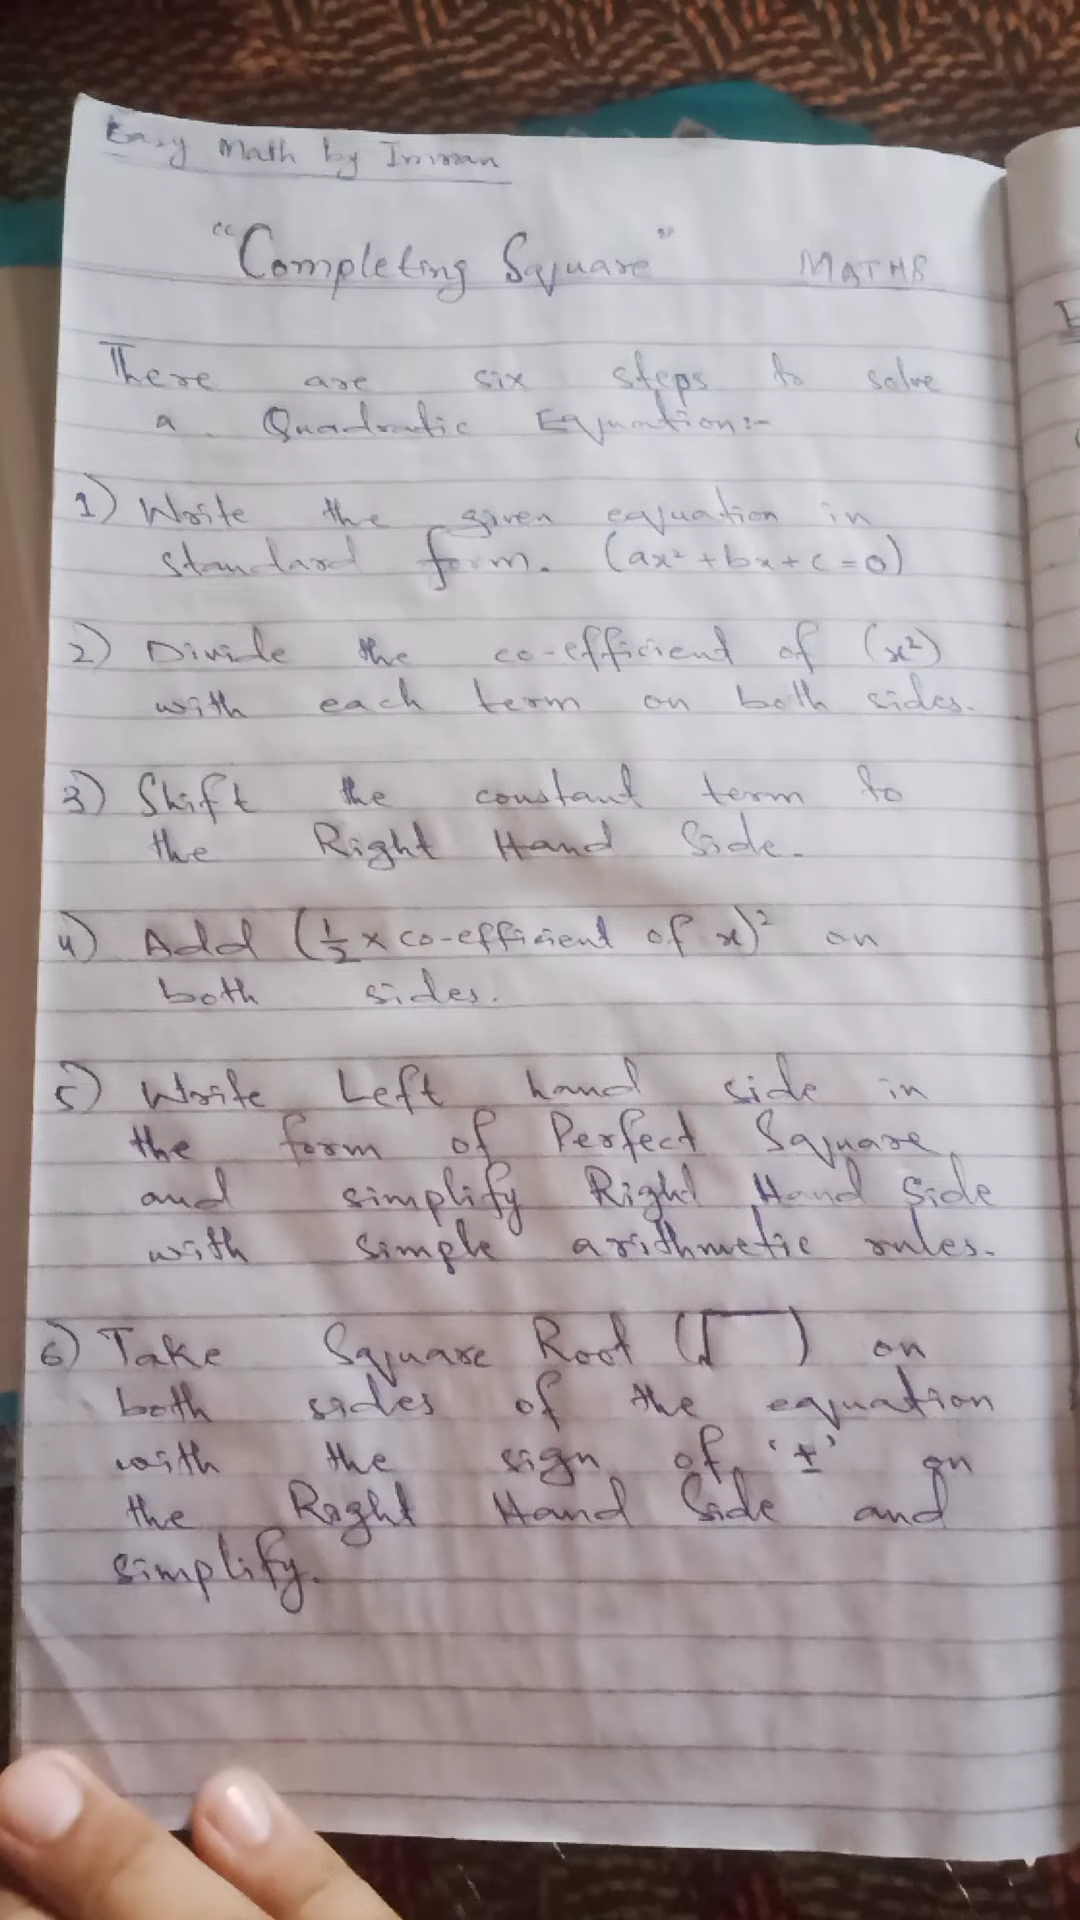 Easy Math by Imran
"Completing Square" MATHS
There are six steps to solve
a Quadratic Equation:-
1) Write the given equation in
standard form. (ax² + bx + c = 0)
2) Divide the co-efficient of (x²)
with each term on both sides.
3) Shift the constant term to
the Right Hand Side.
4) Add (½ x co-efficient of x)² on
both sides.
5) Write Left hand side in
the form of Perfect Square
and simplify Right Hand Side
with simple arithmetic rules.
6) Take Square Root (√ ) on
both sides of the equation
with the sign of '±' on
the Right Hand Side and
simplify.